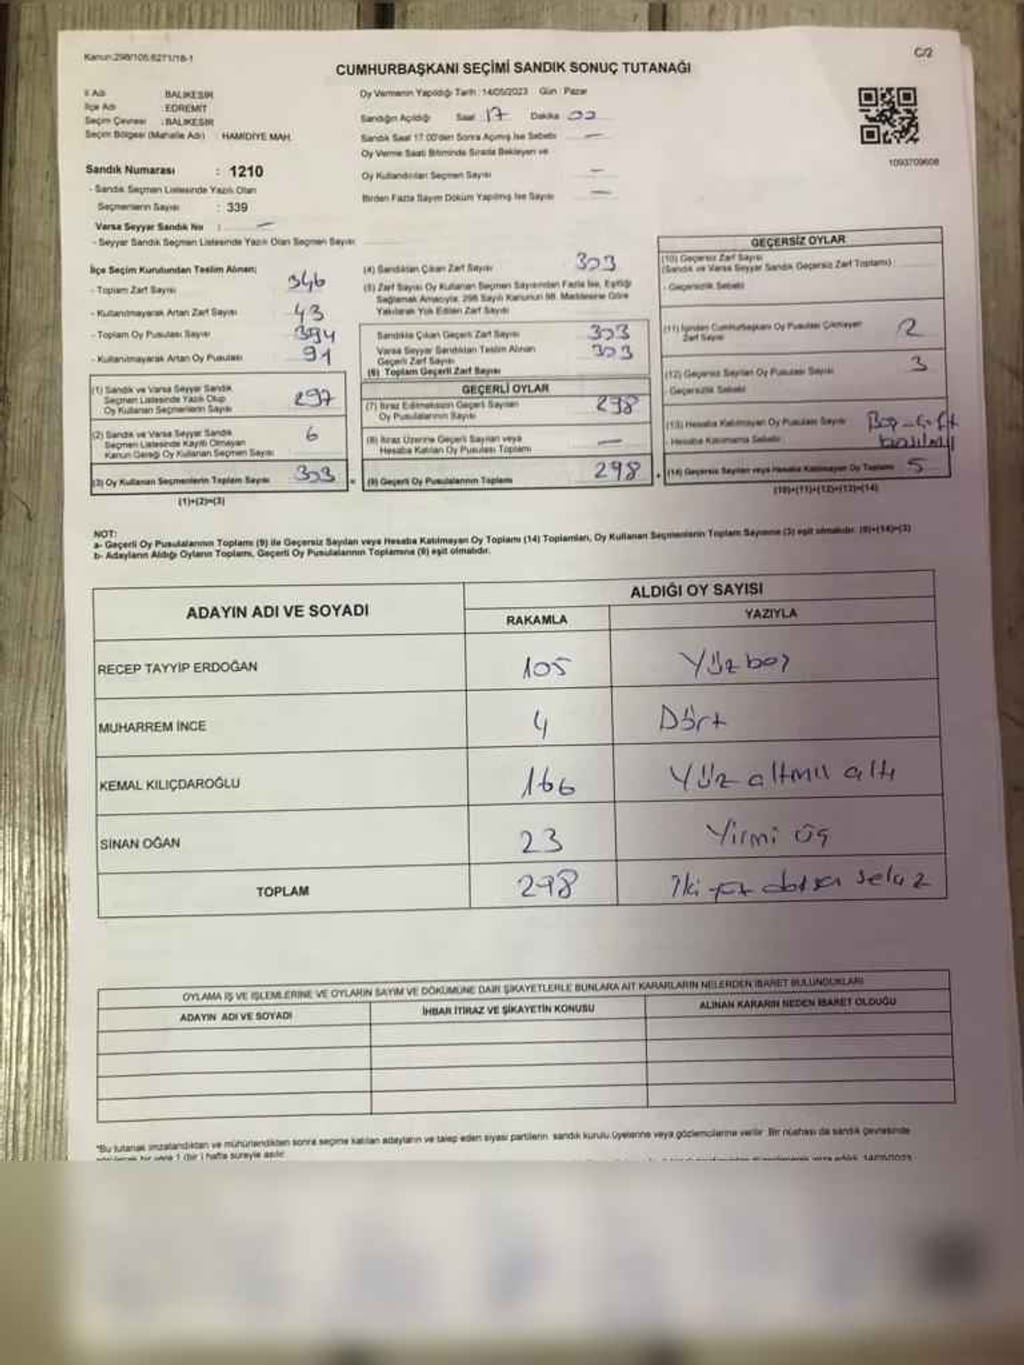 Kanun:298/105:6271/18-1
C/2
CUMHURBAŞKANI SEÇİMİ SANDIK SONUÇ TUTANAĞI
İl Adı BALIKESİR
İlçe Adı :EDREMİT
Seçim Çevresi :BALIKESİR
Seçim Bölgesi (Mahalle Adı) : HAMİDİYE MAH.
Sandık Numarası : 1210
- Sandık Seçmen Listesinde Yazılı Olan
Seçmenlerin Sayısı : 339
Varsa Seyyar Sandık No : —
- Seyyar Sandık Seçmen Listesinde Yazılı Olan Seçmen Sayısı
Oy Vermenin Yapıldığı Tarih :14/05/2023 Gün : Pazar
Sandığın Açıldığı Saat 17 Dakika 00
Sandık Saat 17.00'den Sonra Açılmış İse Sebebi —
Oy Verme Saati Bitiminde Sırada Bekleyen ve
Oy Kullandırılan Seçmen Sayısı —
Birden Fazla Sayım Döküm Yapılmış İse Sayısı —
1093709608
İlçe Seçim Kurulundan Teslim Alınan;
- Toplam Zarf Sayısı 346
- Kullanılmayarak Artan Zarf Sayısı 43
- Toplam Oy Pusulası Sayısı 394
- Kullanılmayarak Artan Oy Pusulası 91
(1) Sandık ve Varsa Seyyar Sandık
Seçmen Listesinde Yazılı Olup
Oy Kullanan Seçmenlerin Sayısı 297
(2) Sandık ve Varsa Seyyar Sandık
Seçmen Listesinde Kayıtlı Olmayan
Kanun Gereği Oy Kullanan Seçmen Sayısı 6
(3) Oy Kullanan Seçmenlerin Toplam Sayısı 303 =
(1)+(2)=(3)
(4) Sandıktan Çıkan Zarf Sayısı 303
(5) Zarf Sayısı Oy Kullanan Seçmen Sayısından Fazla İse, Eşitliği
Sağlamak Amacıyla, 298 Sayılı Kanunun 98. Maddesine Göre
Yakılarak Yok Edilen Zarf Sayısı
Sandıkta Çıkan Geçerli Zarf Sayısı 303
Varsa Seyyar Sandıktan Teslim Alınan
Geçerli Zarf Sayısı 303
(6) Toplam Geçerli Zarf Sayısı
GEÇERLİ OYLAR
(7) İtiraz Edilmeksizin Geçerli Sayılan
Oy Pusulalarının Sayısı 298
(8) İtiraz Üzerine Geçerli Sayılan veya
Hesaba Katılan Oy Pusulası Toplamı —
(9) Geçerli Oy Pusulalarının Toplamı 298 +
GEÇERSİZ OYLAR
(10) Geçersiz Zarf Sayısı
(Sandık ve Varsa Seyyar Sandık Geçersiz Zarf Toplamı) :
- Geçersizlik Sebebi
(11) İçinden Cumhurbaşkanı Oy Pusulası Çıkmayan
Zarf Sayısı 2
(12) Geçersiz Sayılan Oy Pusulası Sayısı 3
- Geçersizlik Sebebi
(13) Hesaba Katılmayan Oy Pusulası Sayısı : Boş - Çift
- Hesaba Katılmama Sebebi :
(14) Geçersiz Sayılan veya Hesaba Katılmayan Oy Toplamı 5
(10)+(11)+(12)+(13)=(14)
NOT:
a- Geçerli Oy Pusulalarının Toplamı (9) ile Geçersiz Sayılan veya Hesaba Katılmayan Oy Toplamı (14) Toplamları, Oy Kullanan Seçmenlerin Toplam Sayısına (3) eşit olmalıdır. (9)+(14)=(3)
b- Adayların Aldığı Oyların Toplamı, Geçerli Oy Pusulalarının Toplamına (9) eşit olmalıdır.
ADAYIN ADI VE SOYADI ALDIĞI OY SAYISI
RAKAMLA YAZIYLA
RECEP TAYYİP ERDOĞAN 105 Yüz beş
MUHARREM İNCE 4 Dört
KEMAL KILIÇDAROĞLU 166 Yüz altmış altı
SİNAN OĞAN 23 Yirmi üç
TOPLAM 298 İki yüz doksan sekiz
OYLAMA İŞ VE İŞLEMLERİNE VE OYLARIN SAYIM VE DÖKÜMÜNE DAİR ŞİKAYETLERLE BUNLARA AİT KARARLARIN NELERDEN İBARET BULUNDUKLARI
ADAYIN ADI VE SOYADI İHBAR İTİRAZ VE ŞİKAYETİN KONUSU ALINAN KARARIN NEDEN İBARET OLDUĞU
*Bu tutanak imzalandıktan ve mühürlendikten sonra seçime katılan adayların ve talep eden siyasi partilerin sandık kurulu üyelerine veya gözlemcilerine verilir. Bir nüshası da sandık çevresinde
bir yere 1 (bir ) hafta süreyle asılır. 14/05/2023